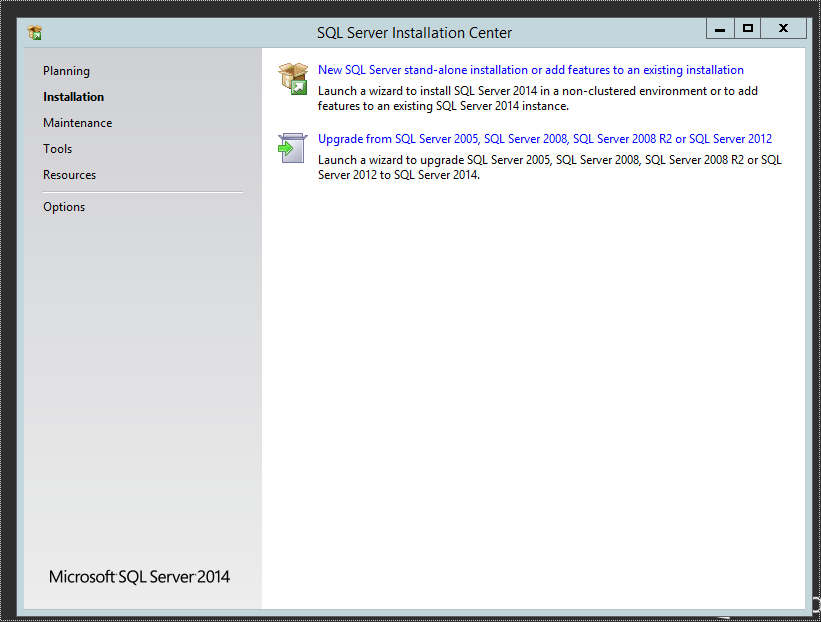 SQL Server Installation Center
Planning
Installation
Maintenance
Tools
Resources
Options
New SQL Server stand-alone installation or add features to an existing installation
Launch a wizard to install SQL Server 2014 in a non-clustered environment or to add
features to an existing SQL Server 2014 instance.
Upgrade from SQL Server 2005, SQL Server 2008, SQL Server 2008 R2 or SQL Server 2012
Launch a wizard to upgrade SQL Server 2005, SQL Server 2008, SQL Server 2008 R2 or SQL
Server 2012 to SQL Server 2014.
Microsoft SQL Server 2014